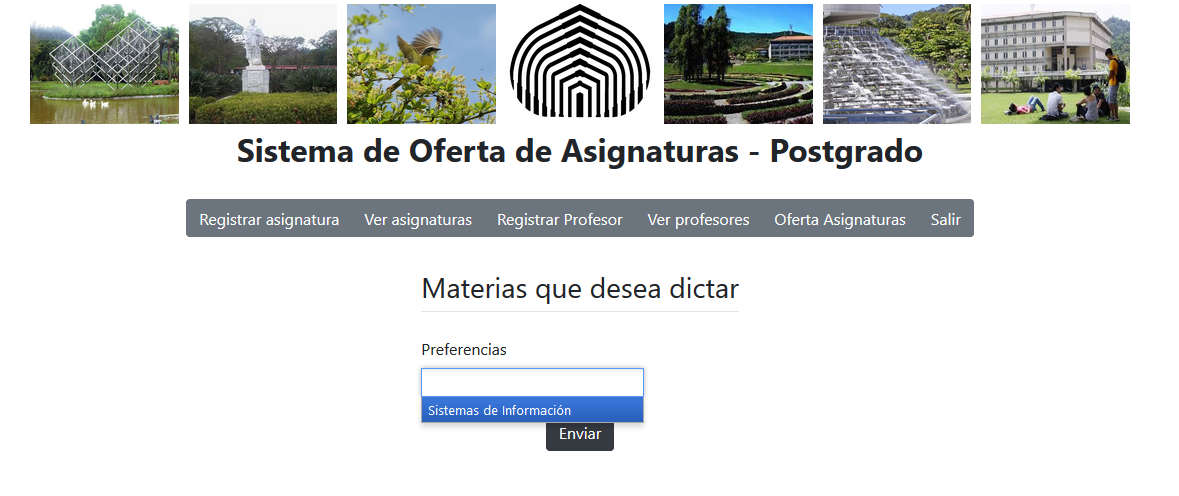 Sistema de Oferta de Asignaturas - Postgrado
Registrar asignatura Ver asignaturas Registrar Profesor Ver profesores Oferta Asignaturas Salir
Materias que desea dictar
Preferencias
Sistemas de Información
Enviar